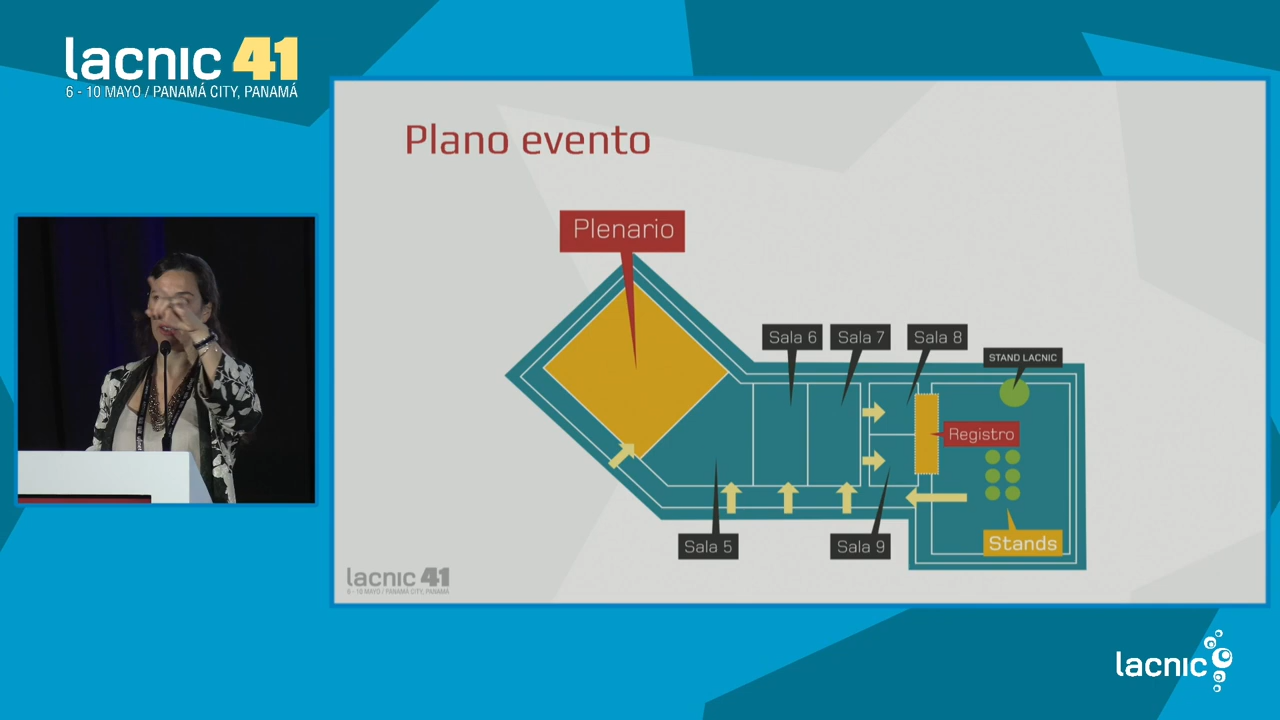 lacnic 41
6 - 10 MAYO / PANAMÁ CITY, PANAMÁ
Plano evento
Plenario
Sala 6
Sala 7
Sala 8
STAND LACNIC
Registro
Sala 5
Sala 9
Stands
lacnic 41
6 - 10 MAYO / PANAMÁ CITY, PANAMÁ
lacnic